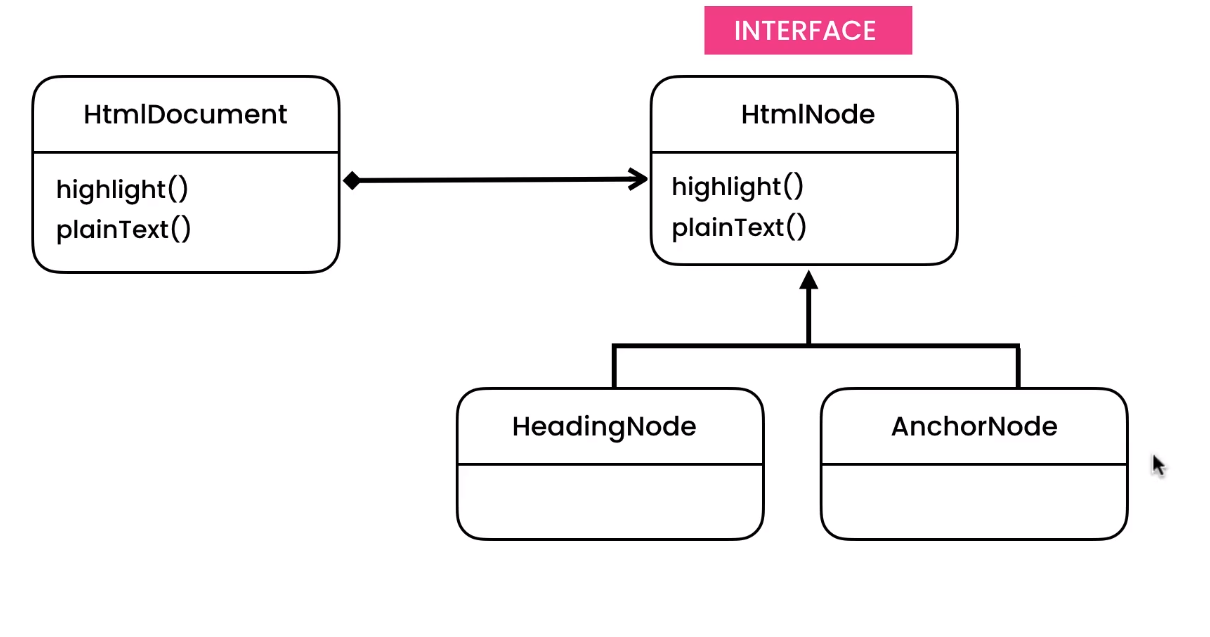 INTERFACE
HtmlDocument
highlight()
plainText()
HtmlNode
highlight()
plainText()
HeadingNode
AnchorNode